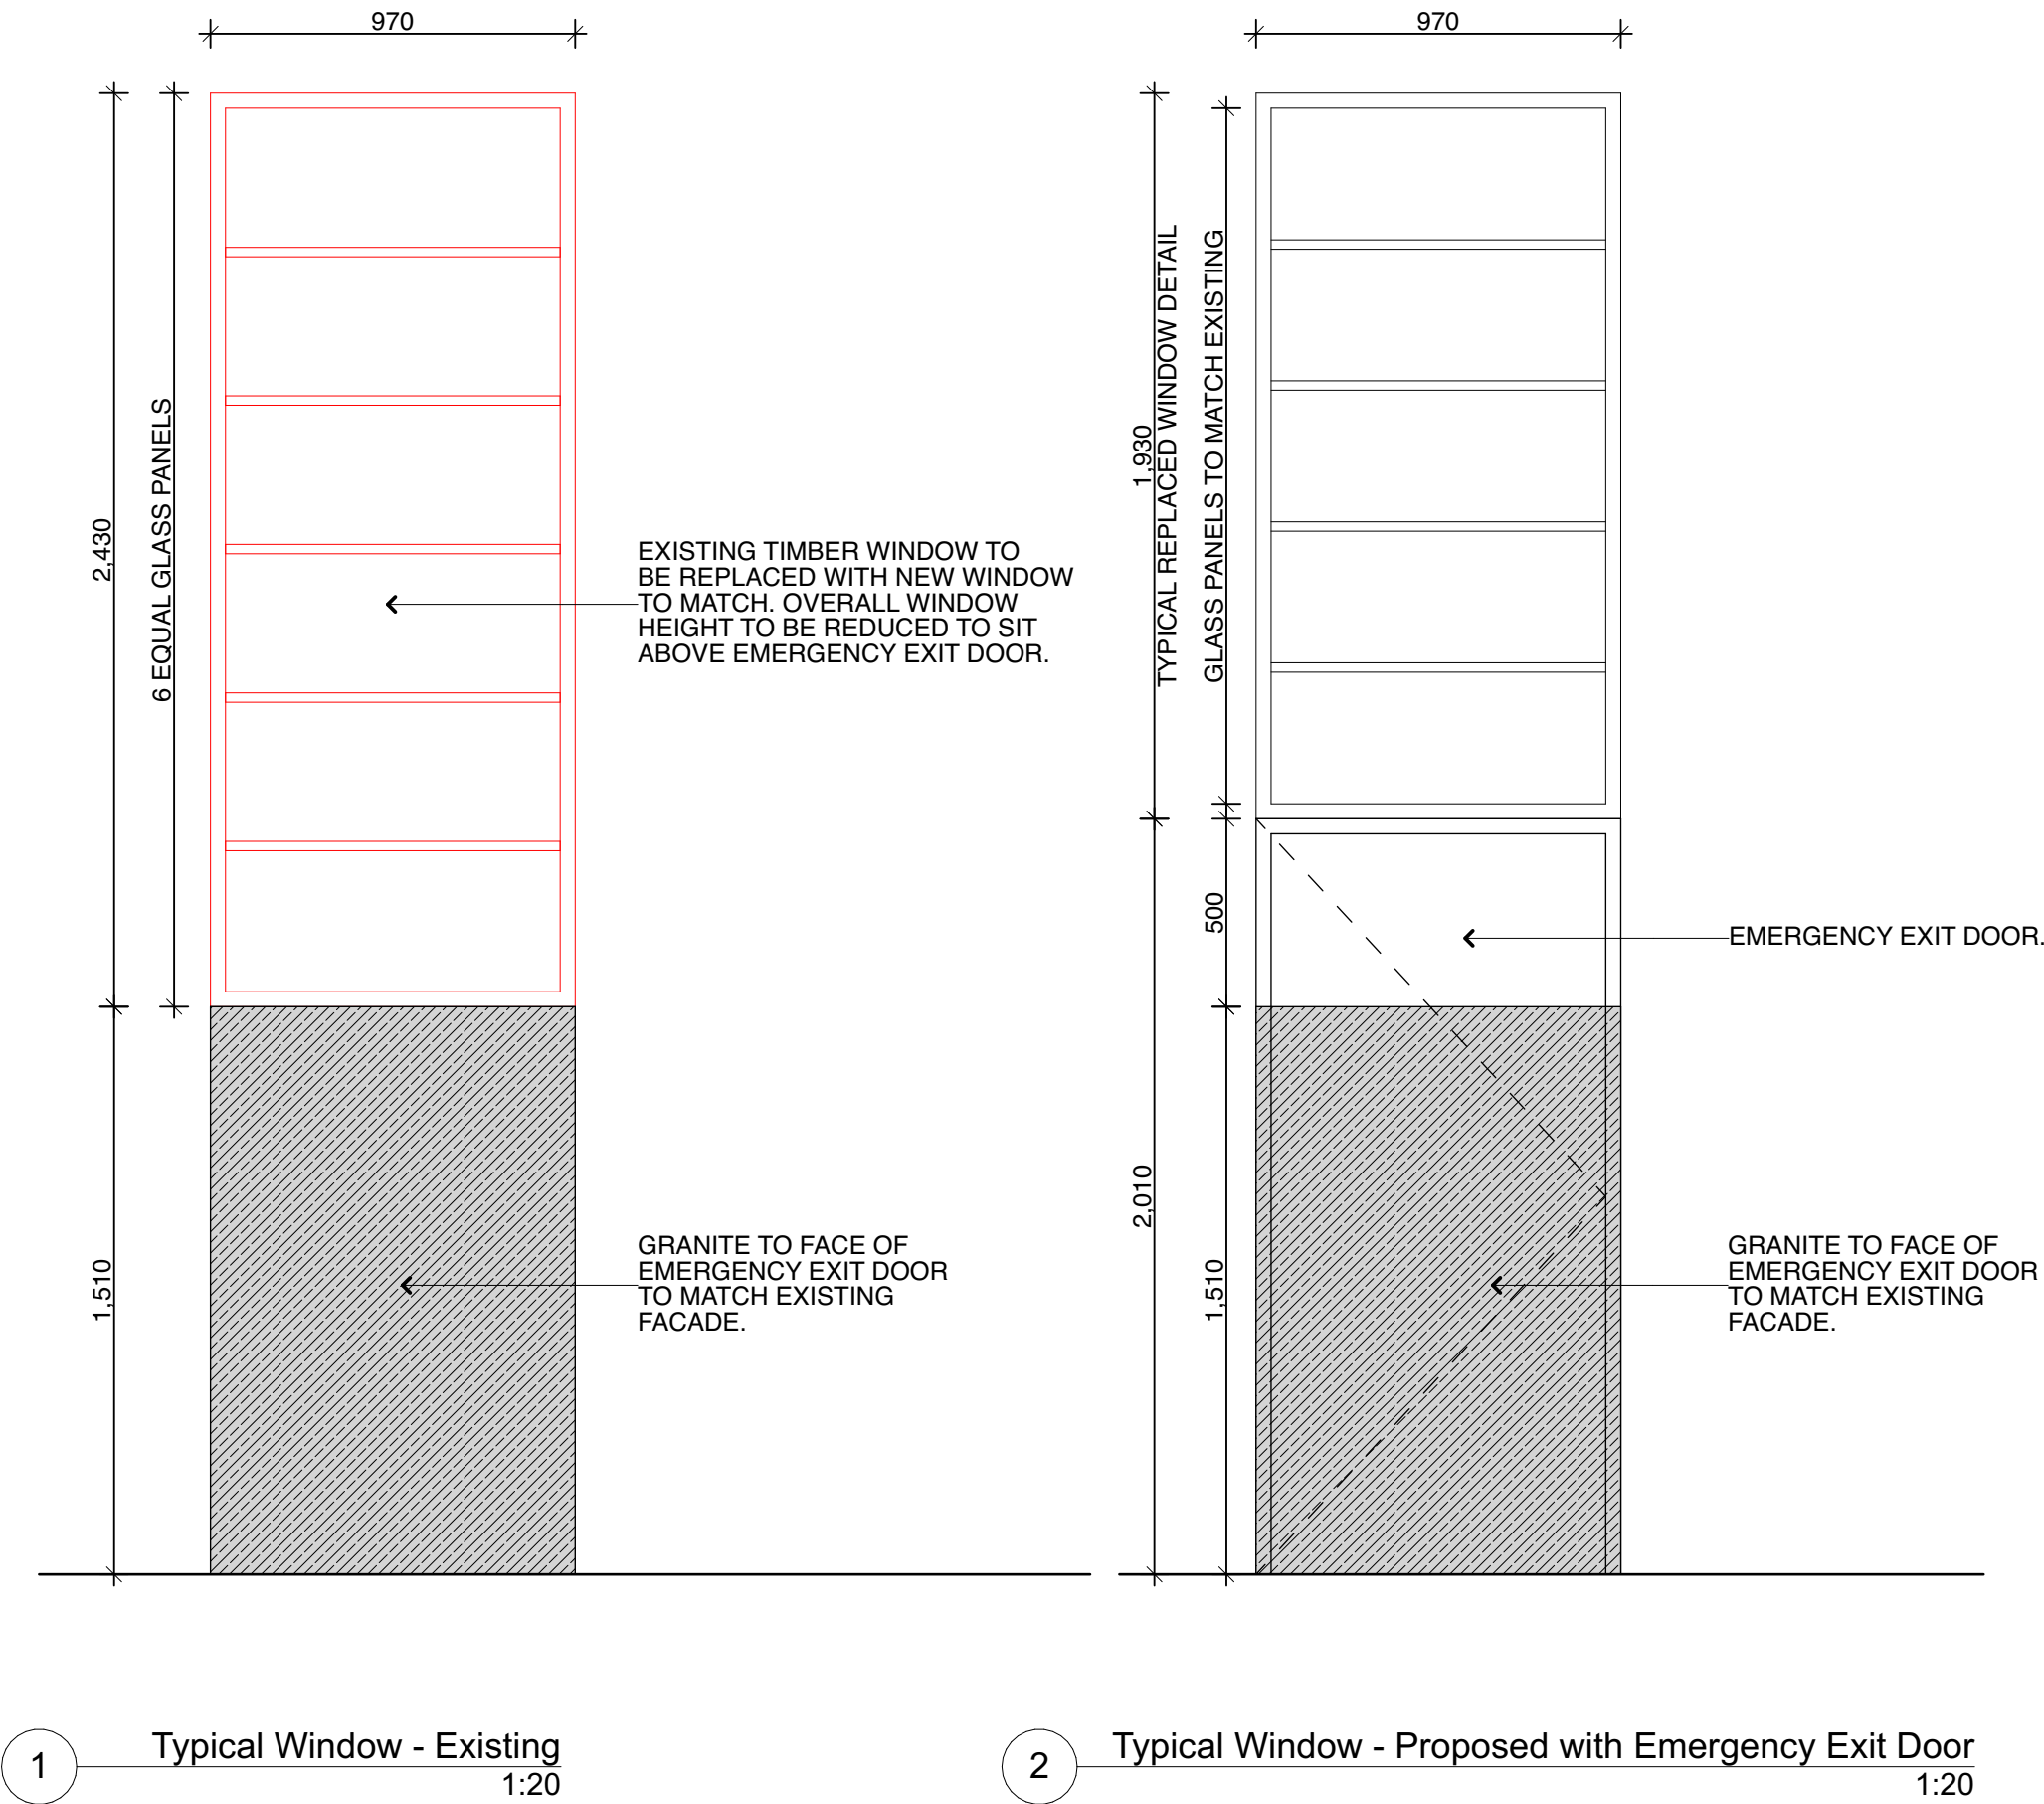 970
970
2,430
6 EQUAL GLASS PANELS
EXISTING TIMBER WINDOW TO
BE REPLACED WITH NEW WINDOW
TO MATCH. OVERALL WINDOW
HEIGHT TO BE REDUCED TO SIT
ABOVE EMERGENCY EXIT DOOR.
1,510
GRANITE TO FACE OF
EMERGENCY EXIT DOOR
TO MATCH EXISTING
FACADE.
1,930
TYPICAL REPLACED WINDOW DETAIL
GLASS PANELS TO MATCH EXISTING
500
EMERGENCY EXIT DOOR.
2,010
1,510
GRANITE TO FACE OF
EMERGENCY EXIT DOOR
TO MATCH EXISTING
FACADE.
1
Typical Window - Existing
1:20
2
Typical Window - Proposed with Emergency Exit Door
1:20